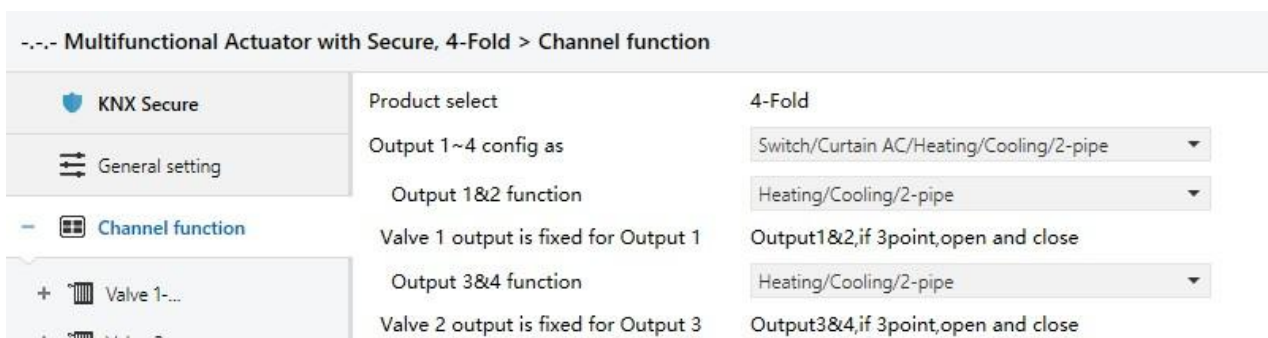 -.-.- Multifunctional Actuator with Secure, 4-Fold > Channel function
KNX Secure
Product select 4-Fold
Output 1~4 config as Switch/Curtain AC/Heating/Cooling/2-pipe
General setting
Output 1&2 function Heating/Cooling/2-pipe
Channel function
Valve 1 output is fixed for Output 1 Output1&2,if 3point,open and close
Output 3&4 function Heating/Cooling/2-pipe
Valve 1-...
Valve 2 output is fixed for Output 3 Output3&4,if 3point,open and close